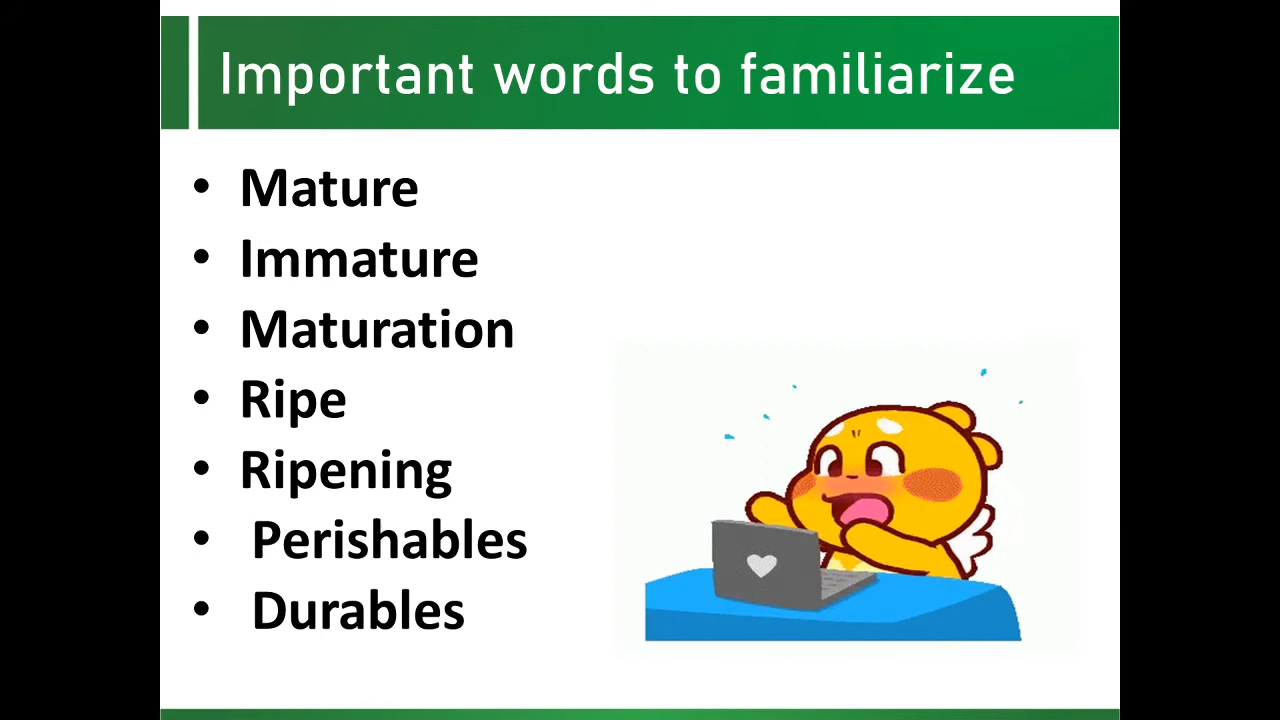 Important words to familiarize
• Mature
• Immature
• Maturation
• Ripe
• Ripening
• Perishables
• Durables